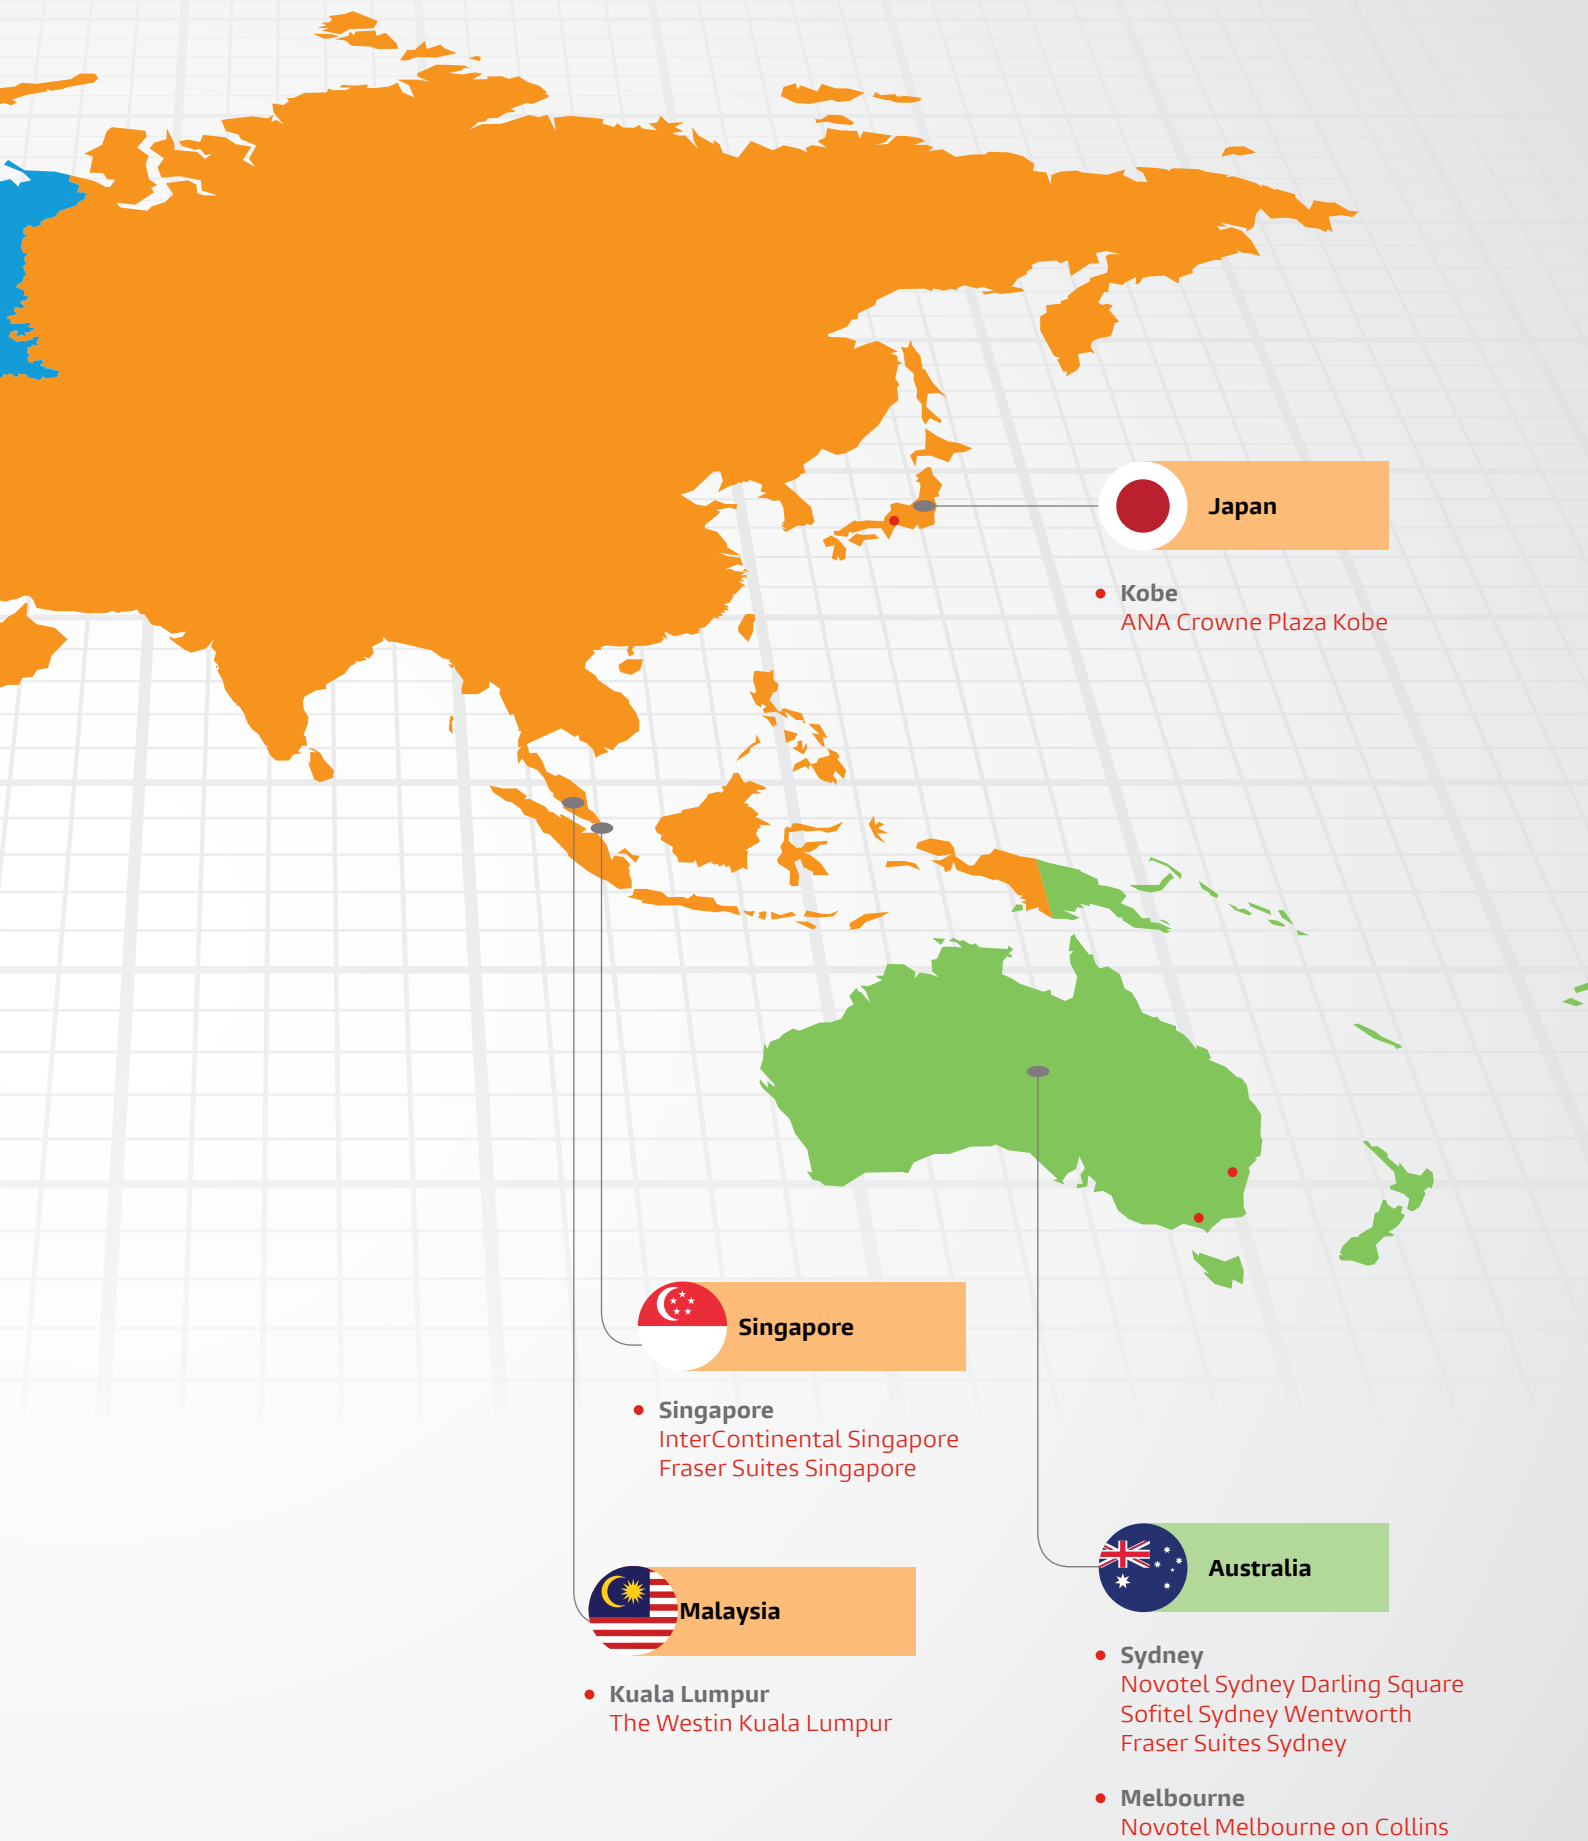 Japan
Kobe
ANA Crowne Plaza Kobe
Singapore
Singapore
InterContinental Singapore
Fraser Suites Singapore
Malaysia
Kuala Lumpur
The Westin Kuala Lumpur
Australia
Sydney
Novotel Sydney Darling Square
Sofitel Sydney Wentworth
Fraser Suites Sydney
Melbourne
Novotel Melbourne on Collins